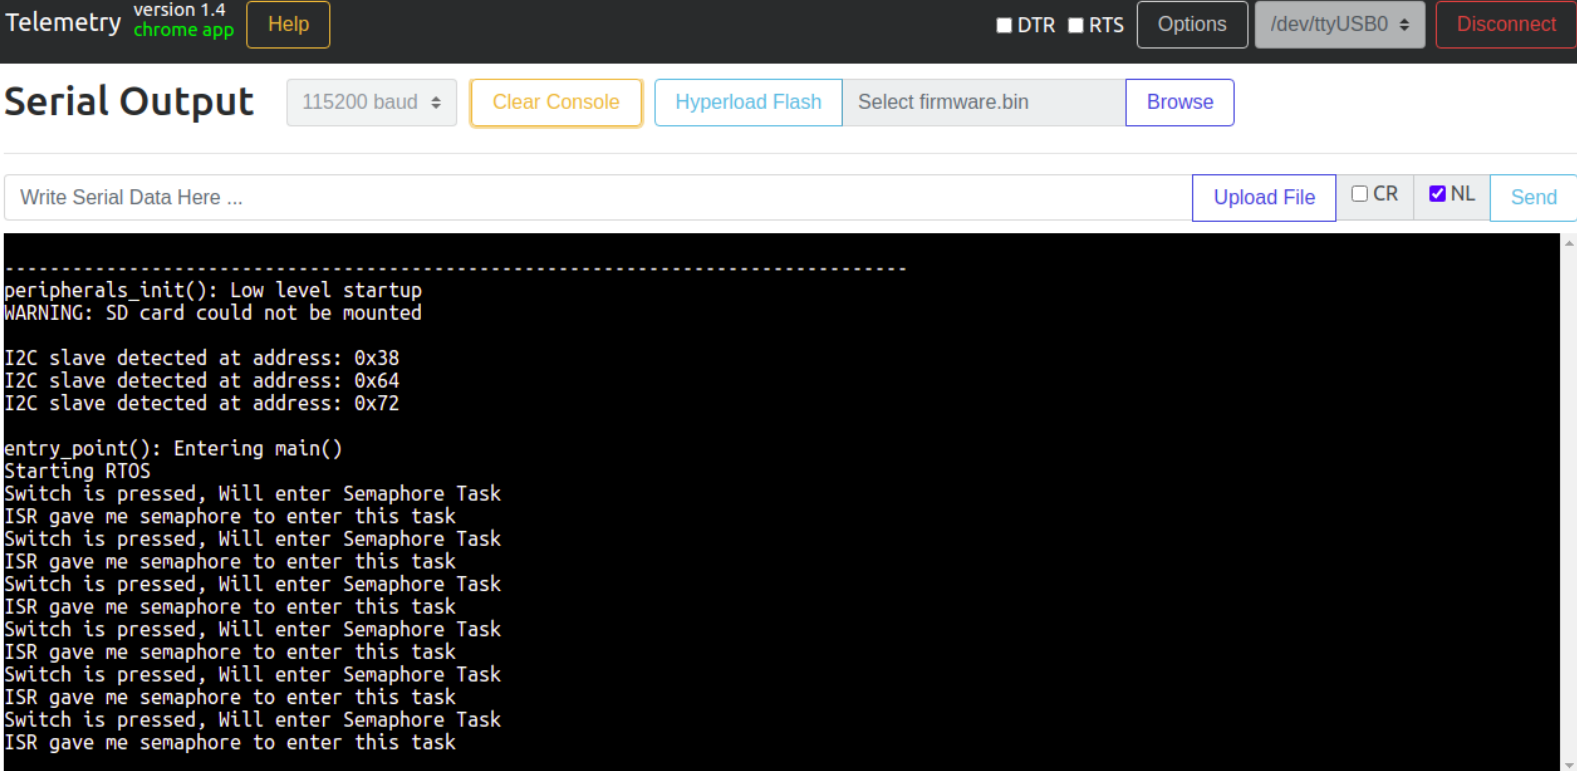 Telemetry version 1.4 chrome app Help DTR RTS Options /dev/ttyUSB0 Disconnect
Serial Output 115200 baud Clear Console Hyperload Flash Select firmware.bin Browse
Write Serial Data Here ... Upload File CR NL Send
--------------------------------------------------------------------------------
peripherals_init(): Low level startup
WARNING: SD card could not be mounted
I2C slave detected at address: 0x38
I2C slave detected at address: 0x64
I2C slave detected at address: 0x72
entry_point(): Entering main()
Starting RTOS
Switch is pressed, Will enter Semaphore Task
ISR gave me semaphore to enter this task
Switch is pressed, Will enter Semaphore Task
ISR gave me semaphore to enter this task
Switch is pressed, Will enter Semaphore Task
ISR gave me semaphore to enter this task
Switch is pressed, Will enter Semaphore Task
ISR gave me semaphore to enter this task
Switch is pressed, Will enter Semaphore Task
ISR gave me semaphore to enter this task
Switch is pressed, Will enter Semaphore Task
ISR gave me semaphore to enter this task